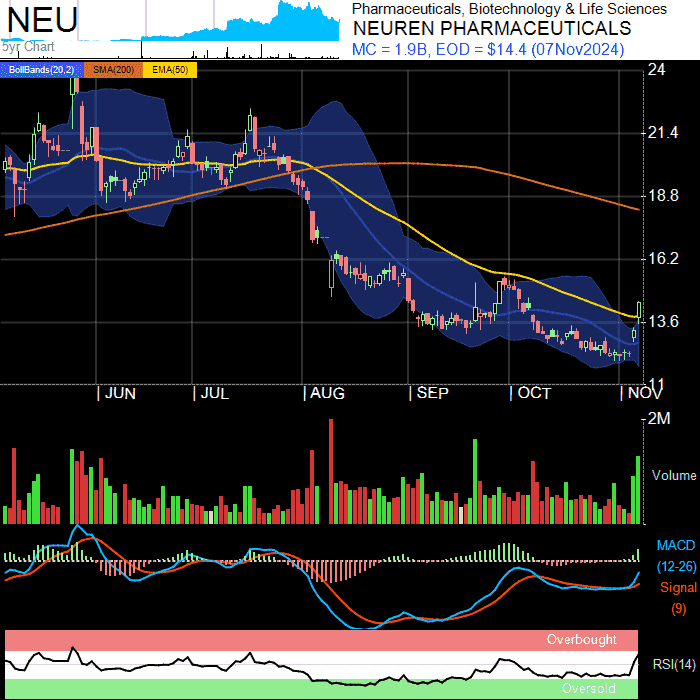 NEU
5yr Chart
Pharmaceuticals, Biotechnology & Life Sciences
NEUREN PHARMACEUTICALS
MC = 1.9B, EOD = $14.4 (07Nov2024)
BollBands(20,2) SMA(200) EMA(50)
24
21.4
18.8
16.2
13.6
11
JUN JUL AUG SEP OCT NOV
2M
Volume
MACD
(12-26)
Signal
(9)
Overbought
RSI(14)
Oversold